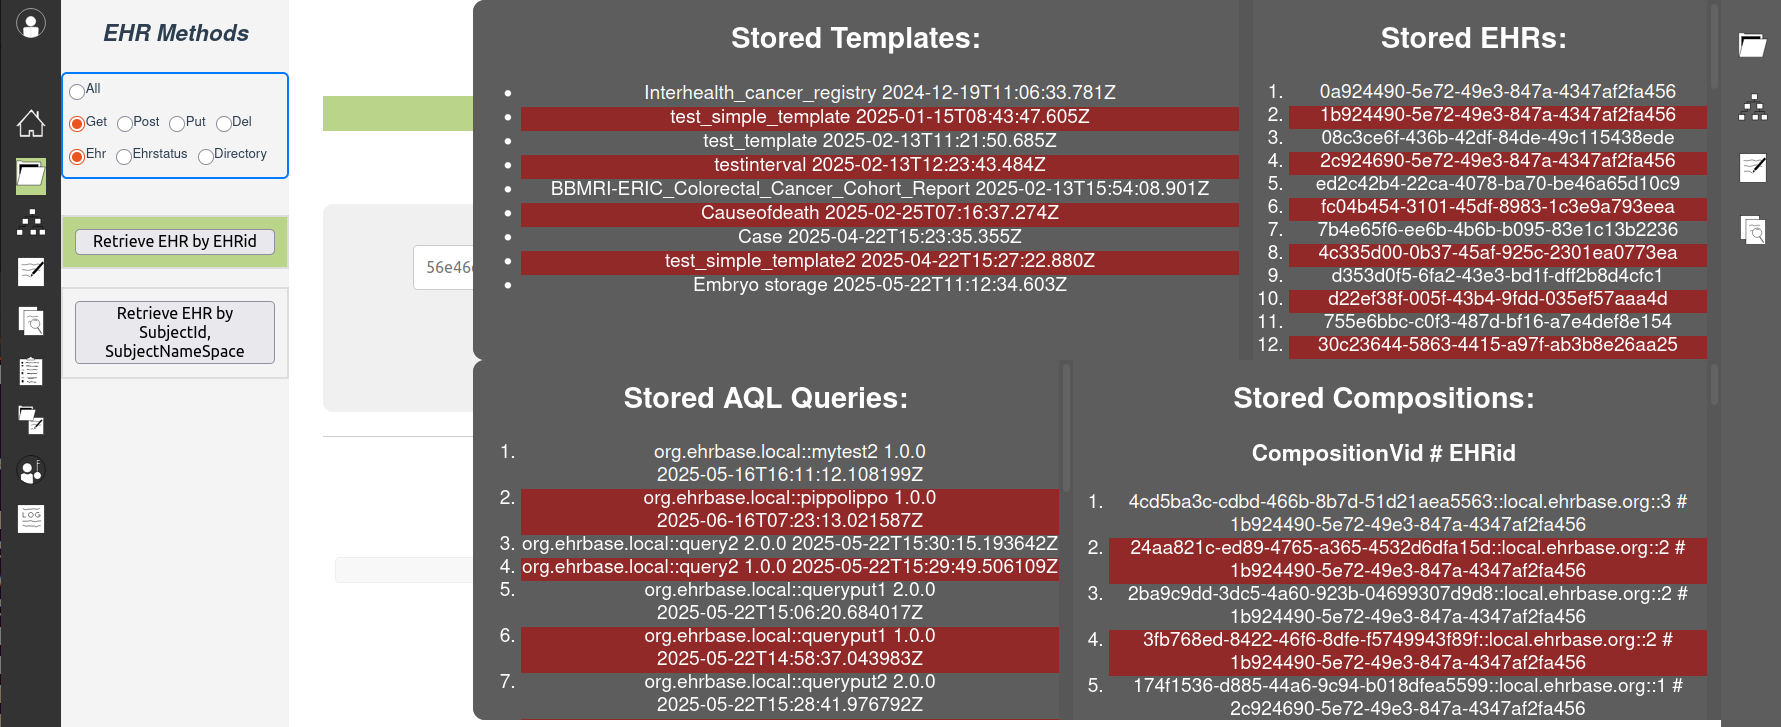 EHR Methods
All
Get Post Put Del
Ehr Ehrstatus Directory
Retrieve EHR by EHRid
Retrieve EHR by
SubjectId,
SubjectNameSpace
LOG
56e46
Stored Templates:
Interhealth_cancer_registry 2024-12-19T11:06:33.781Z
test_simple_template 2025-01-15T08:43:47.605Z
test_template 2025-02-13T11:21:50.685Z
testinterval 2025-02-13T12:23:43.484Z
BBMRI-ERIC_Colorectal_Cancer_Cohort_Report 2025-02-13T15:54:08.901Z
Causeofdeath 2025-02-25T07:16:37.274Z
Case 2025-04-22T15:23:35.355Z
test_simple_template2 2025-04-22T15:27:22.880Z
Embryo storage 2025-05-22T11:12:34.603Z
Stored EHRs:
1. 0a924490-5e72-49e3-847a-4347af2fa456
2. 1b924490-5e72-49e3-847a-4347af2fa456
3. 08c3ce6f-436b-42df-84de-49c115438ede
4. 2c924690-5e72-49e3-847a-4347af2fa456
5. ed2c42b4-22ca-4078-ba70-be46a65d10c9
6. fc04b454-3101-45df-8983-1c3e9a793eea
7. 7b4e65f6-ee6b-4b6b-b095-83e1c13b2236
8. 4c335d00-0b37-45af-925c-2301ea0773ea
9. d353d0f5-6fa2-43e3-bd1f-dff2b8d4cfc1
10. d22ef38f-005f-43b4-9fdd-035ef57aaa4d
11. 755e6bbc-c0f3-487d-bf16-a7e4def8e154
12. 30c23644-5863-4415-a97f-ab3b8e26aa25
Stored AQL Queries:
1. org.ehrbase.local::mytest2 1.0.0
2025-05-16T16:11:12.108199Z
2. org.ehrbase.local::pippolippo 1.0.0
2025-06-16T07:23:13.021587Z
3. org.ehrbase.local::query2 2.0.0 2025-05-22T15:30:15.193642Z
4. org.ehrbase.local::query2 1.0.0 2025-05-22T15:29:49.506109Z
5. org.ehrbase.local::queryput1 2.0.0
2025-05-22T15:06:20.684017Z
6. org.ehrbase.local::queryput1 1.0.0
2025-05-22T14:58:37.043983Z
7. org.ehrbase.local::queryput2 2.0.0
2025-05-22T15:28:41.976792Z
Stored Compositions:
CompositionVid # EHRid
1. 4cd5ba3c-cdbd-466b-8b7d-51d21aea5563::local.ehrbase.org::3 #
1b924490-5e72-49e3-847a-4347af2fa456
2. 24aa821c-ed89-4765-a365-4532d6dfa15d::local.ehrbase.org::2 #
1b924490-5e72-49e3-847a-4347af2fa456
3. 2ba9c9dd-3dc5-4a60-923b-04699307d9d8::local.ehrbase.org::2 #
1b924490-5e72-49e3-847a-4347af2fa456
4. 3fb768ed-8422-46f6-8dfe-f5749943f89f::local.ehrbase.org::2 #
1b924490-5e72-49e3-847a-4347af2fa456
5. 174f1536-d885-44a6-9c94-b018dfea5599::local.ehrbase.org::1 #
2c924690-5e72-49e3-847a-4347af2fa456